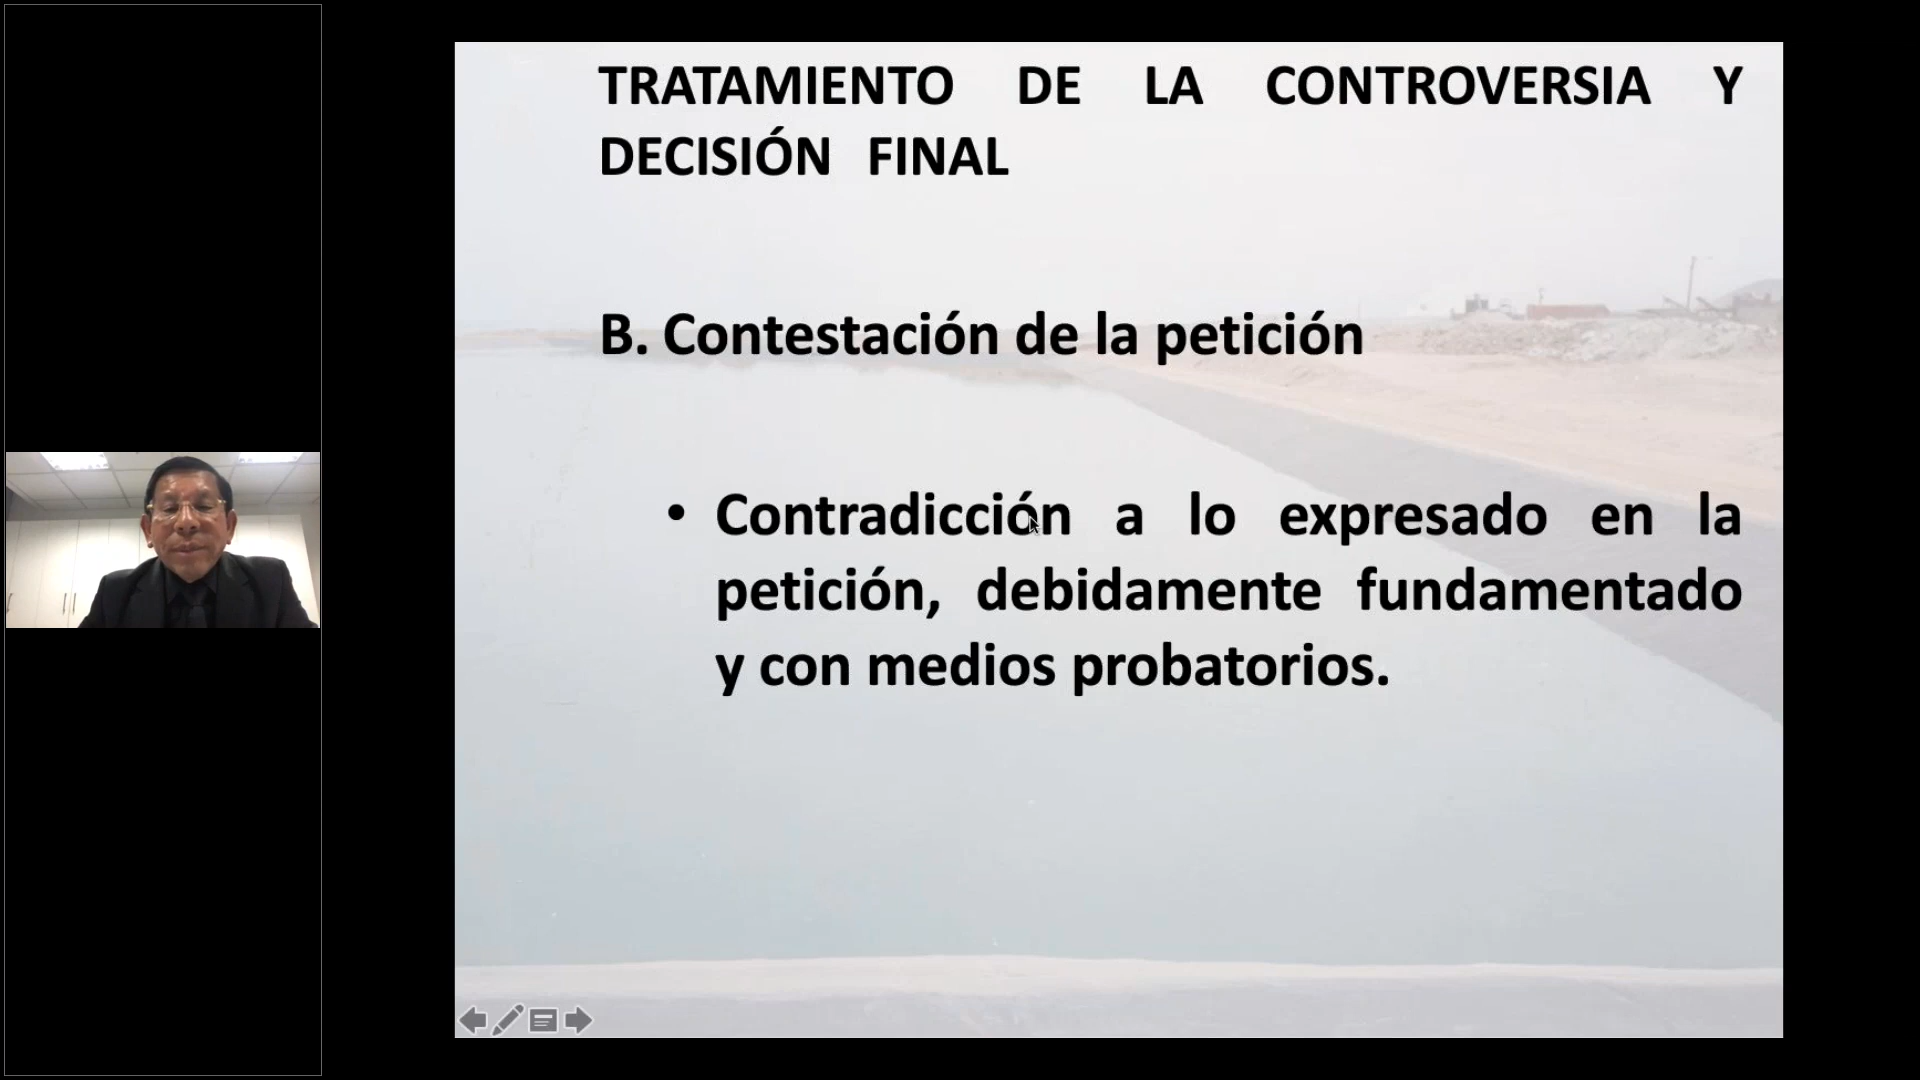 TRATAMIENTO DE LA CONTROVERSIA Y
DECISIÓN FINAL
B. Contestación de la petición
• Contradicción a lo expresado en la
petición, debidamente fundamentado
y con medios probatorios.